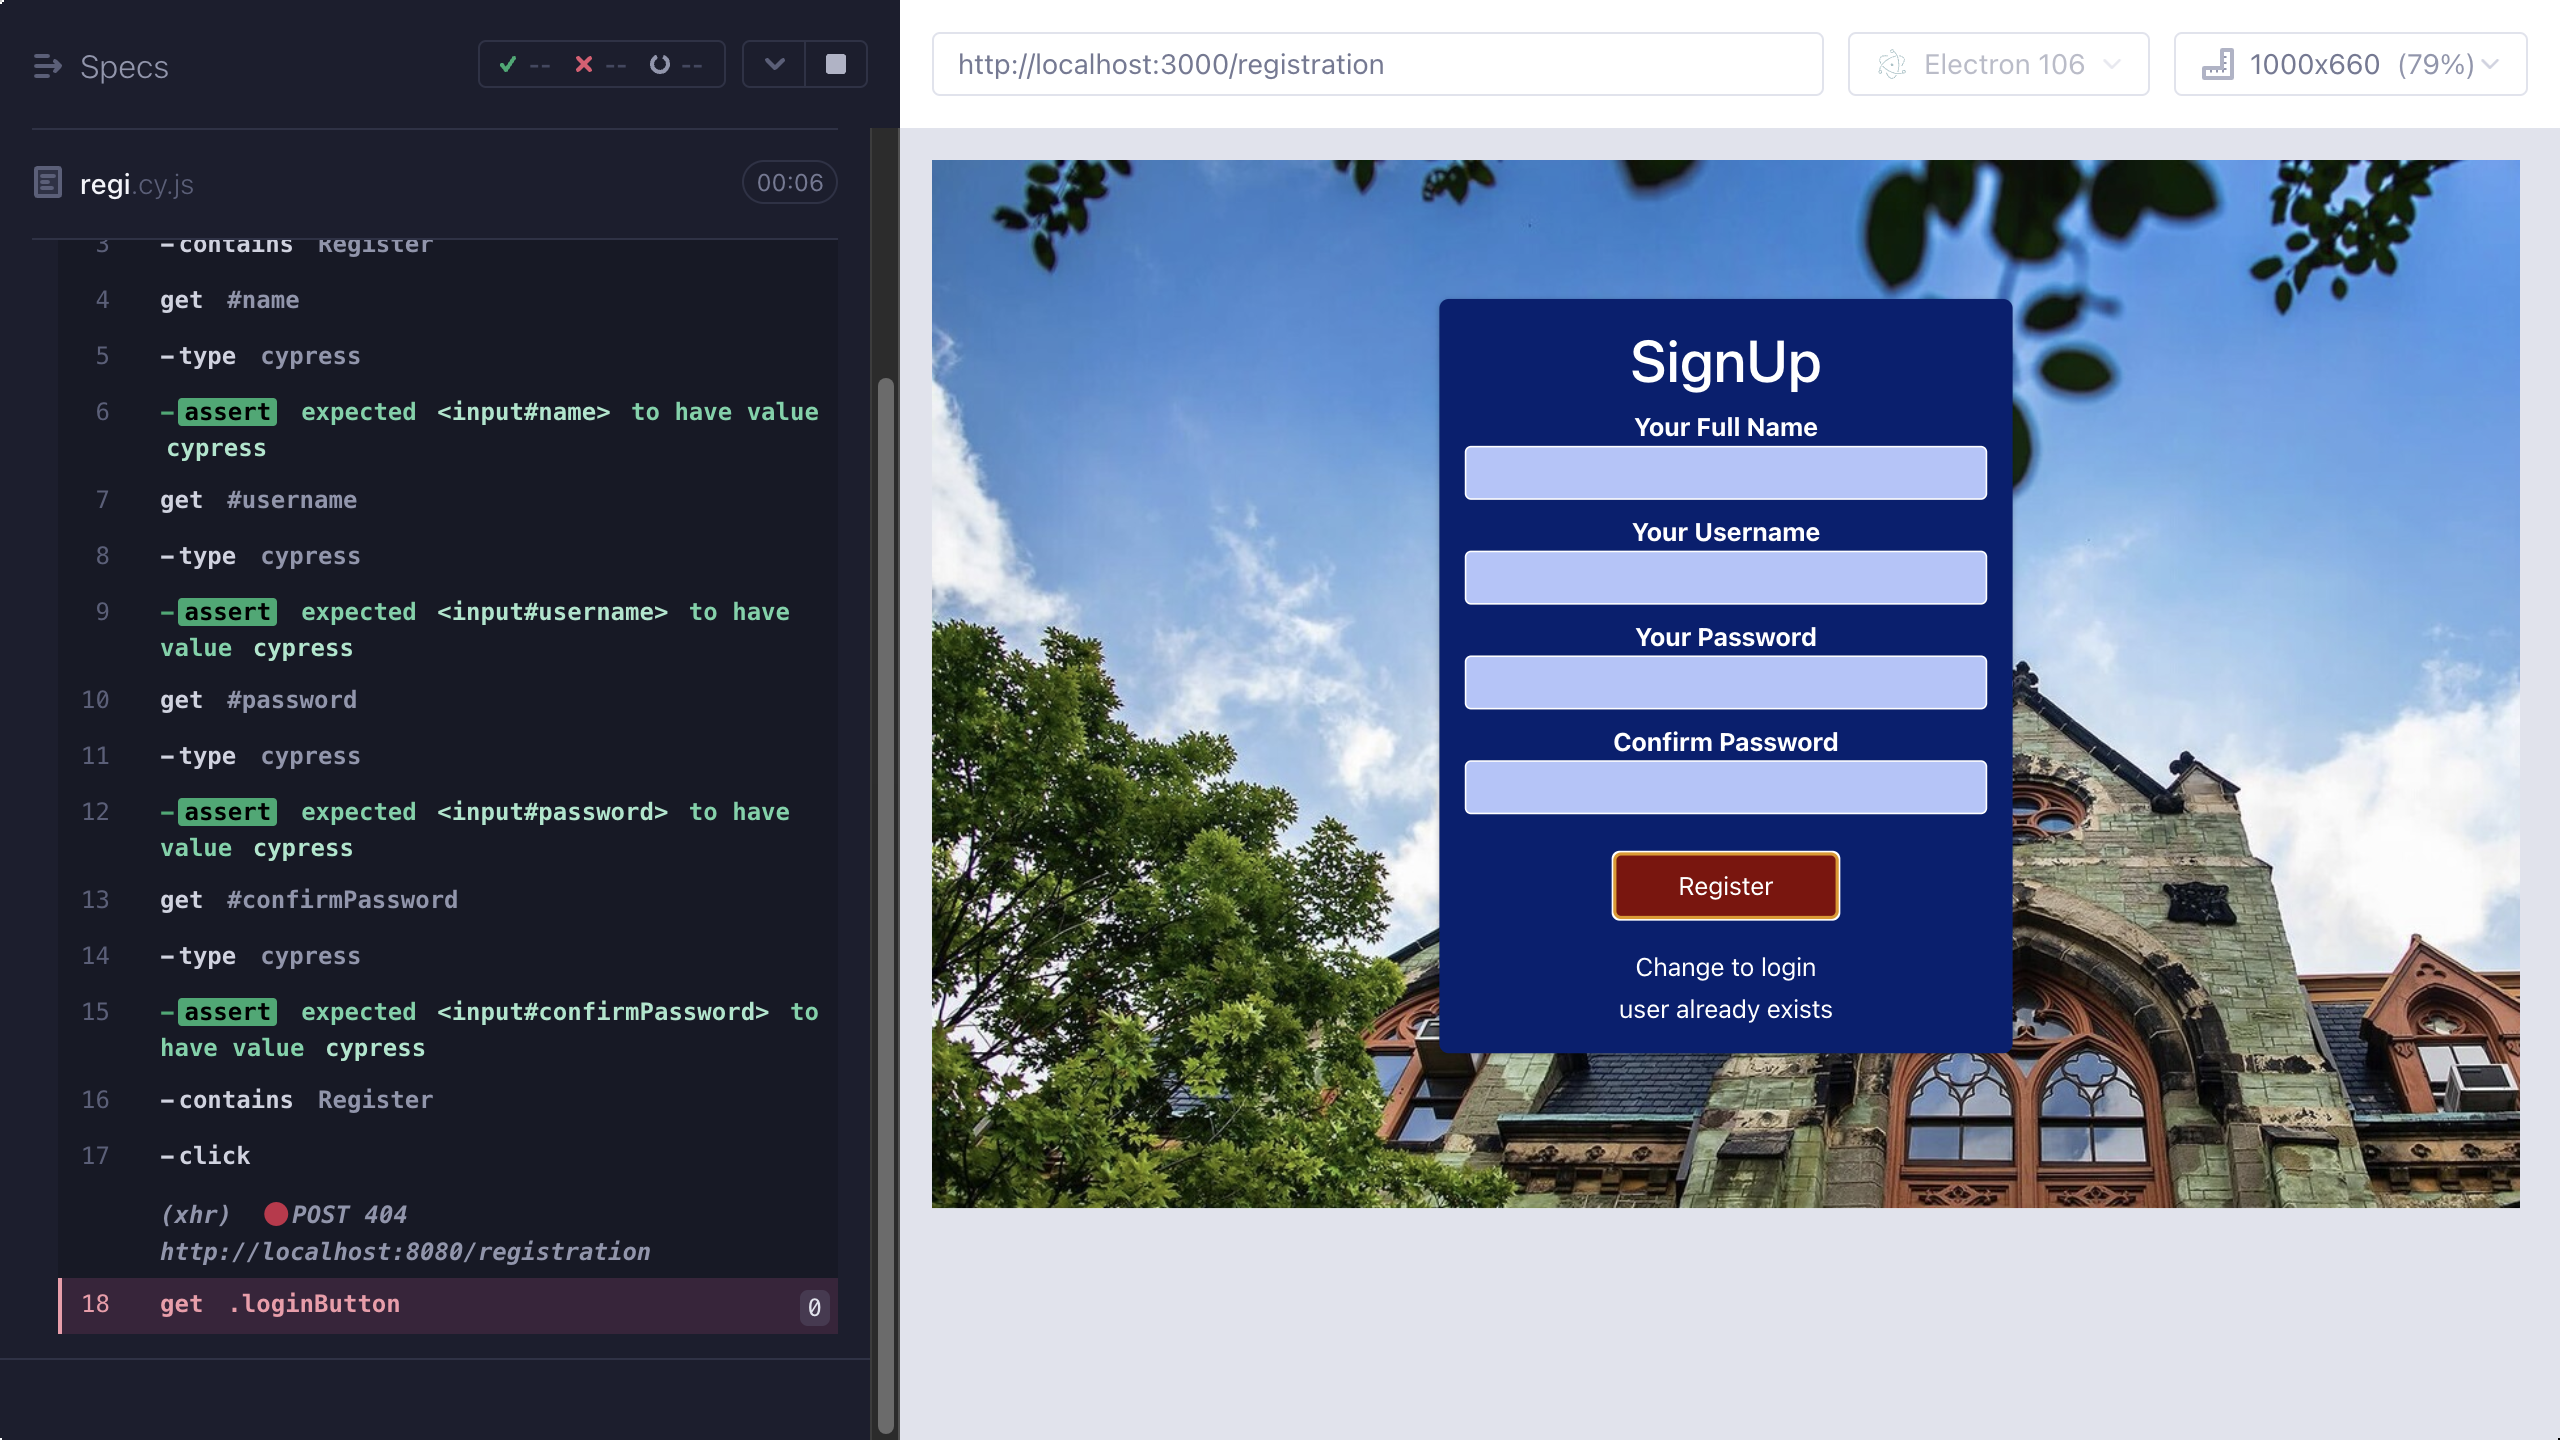 Specs
-- -- --
regi.cy.js
00:06
3 -contains Register
4 get #name
5 -type cypress
6 -assert expected <input#name> to have value
cypress
7 get #username
8 -type cypress
9 -assert expected <input#username> to have
value cypress
10 get #password
11 -type cypress
12 -assert expected <input#password> to have
value cypress
13 get #confirmPassword
14 -type cypress
15 -assert expected <input#confirmPassword> to
have value cypress
16 -contains Register
17 -click
(xhr) POST 404
http://localhost:8080/registration
18 get .loginButton 0
http://localhost:3000/registration
Electron 106
1000x660 (79%)
SignUp
Your Full Name
Your Username
Your Password
Confirm Password
Register
Change to login
user already exists